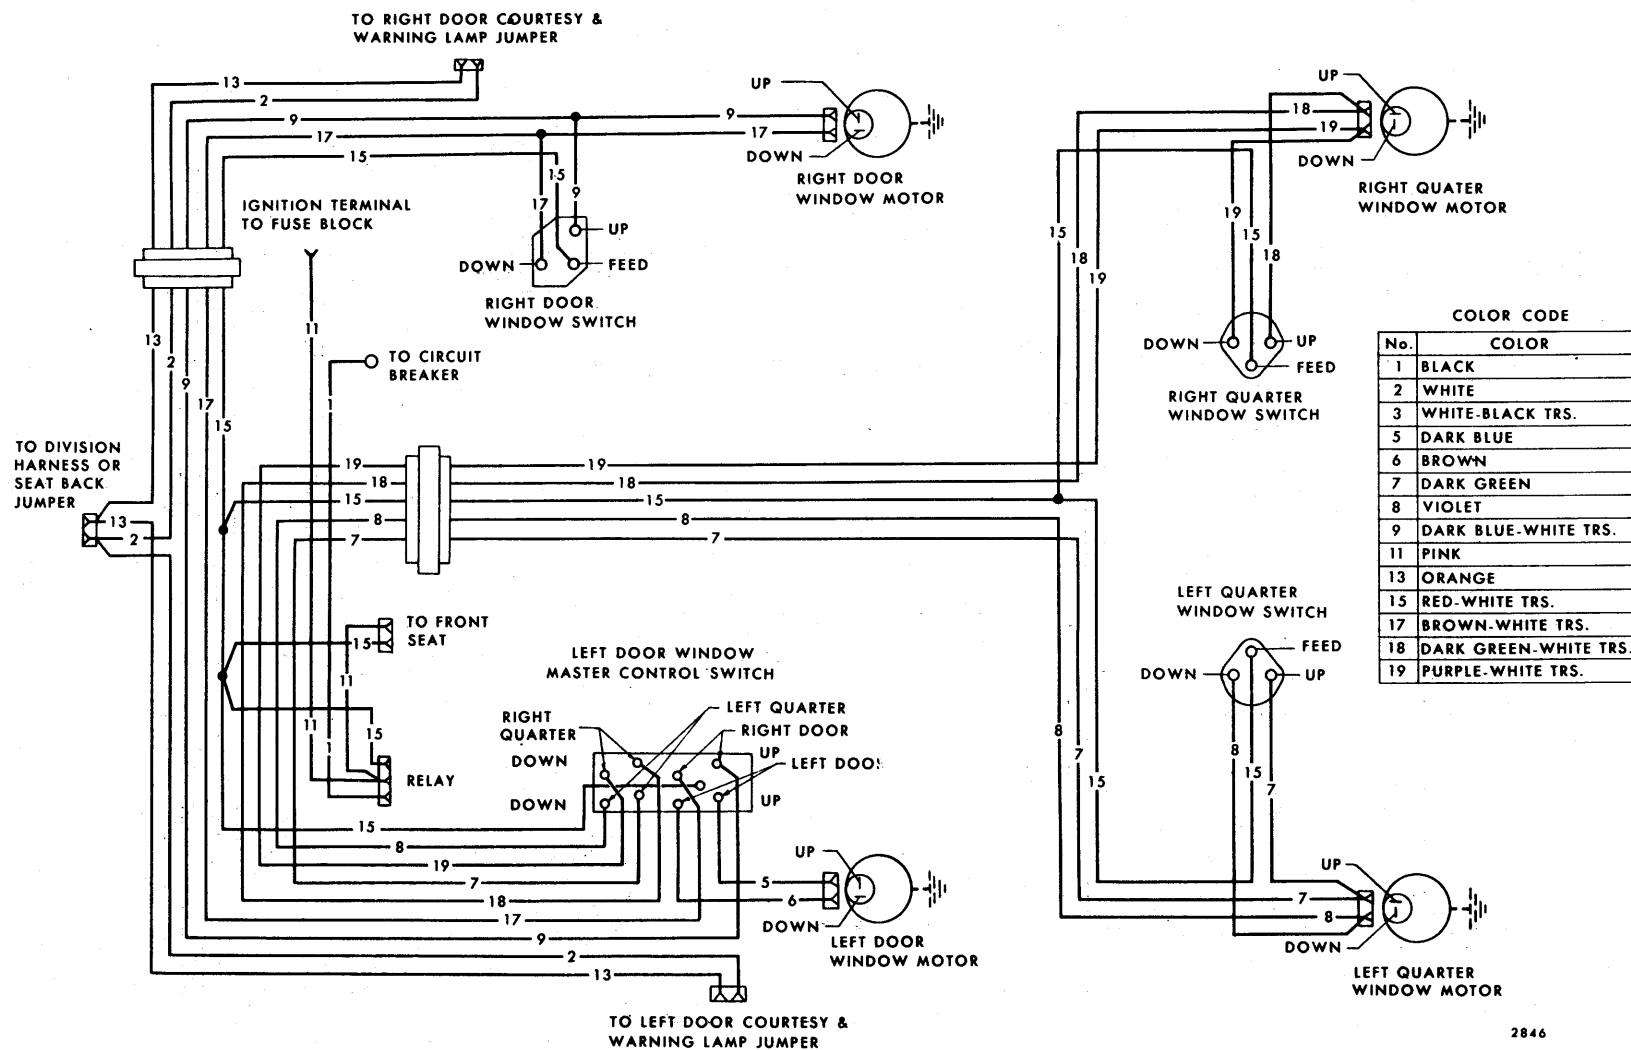 TO RIGHT DOOR COURTESY &
WARNING LAMP JUMPER
13
2
9
17
15
9
17
UP
DOWN
RIGHT DOOR
WINDOW MOTOR
15
17
9
UP
DOWN
FEED
RIGHT DOOR
WINDOW SWITCH
IGNITION TERMINAL
TO FUSE BLOCK
11
TO CIRCUIT
BREAKER
1
13
2
9
17
15
UP
18
19
DOWN
RIGHT QUATER
WINDOW MOTOR
15
18
19
19
15
18
DOWN
UP
FEED
RIGHT QUARTER
WINDOW SWITCH
COLOR CODE
No. COLOR
1 BLACK
2 WHITE
3 WHITE-BLACK TRS.
5 DARK BLUE
6 BROWN
7 DARK GREEN
8 VIOLET
9 DARK BLUE-WHITE TRS.
11 PINK
13 ORANGE
15 RED-WHITE TRS.
17 BROWN-WHITE TRS.
18 DARK GREEN-WHITE TRS.
19 PURPLE-WHITE TRS.
TO DIVISION
HARNESS OR
SEAT BACK
JUMPER
13
2
19
18
15
8
7
19
18
15
8
7
TO FRONT
SEAT
15
11
11
1
15
RELAY
LEFT DOOR WINDOW
MASTER CONTROL SWITCH
RIGHT
QUARTER
LEFT QUARTER
RIGHT DOOR
DOWN
UP
LEFT DOO
DOWN
UP
15
8
19
7
18
17
9
2
13
5
6
UP
DOWN
LEFT DOOR
WINDOW MOTOR
TO LEFT DOOR COURTESY &
WARNING LAMP JUMPER
LEFT QUARTER
WINDOW SWITCH
FEED
DOWN
UP
8
7
15
8
15
7
UP
7
8
DOWN
LEFT QUARTER
WINDOW MOTOR
2846